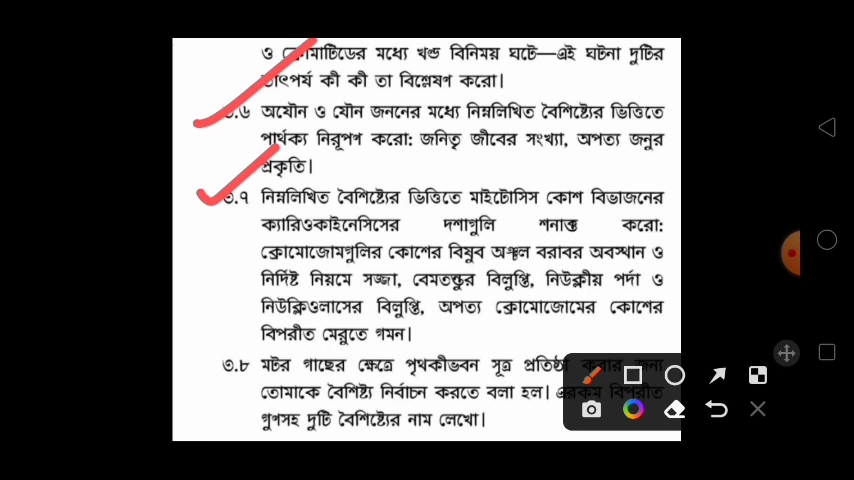 ও ক্রোমাটিডের মধ্যে খন্ড বিনিময় ঘটে—এই ঘটনা দুটির
তাৎপর্য কী কী তা বিশ্লেষণ করো।
৩.৬ অযৌন ও যৌন জননের মধ্যে নিম্নলিখিত বৈশিষ্ট্যের ভিত্তিতে
পার্থক্য নিরূপণ করো: জনিতৃ জীবের সংখ্যা, অপত্য জনুর
প্রকৃতি।
৩.৭ নিম্নলিখিত বৈশিষ্ট্যের ভিত্তিতে মাইটোসিস কোশ বিভাজনের
ক্যারিওকাইনেসিসের দশাগুলি শনাক্ত করো:
ক্রোমোজোমগুলির কোশের বিষুব অঞ্চল বরাবর অবস্থান ও
নির্দিষ্ট নিয়মে সজ্জা, বেমতন্তুর বিলুপ্তি, নিউক্লীয় পর্দা ও
নিউক্লিওলাসের বিলুপ্তি, অপত্য ক্রোমোজোমের কোশের
বিপরীত মেরুতে গমন।
৩.৮ মটর গাছের ক্ষেত্রে পৃথকীভবন সূত্র প্রতিষ্ঠা করার জন্য
তোমাকে বৈশিষ্ট্য নির্বাচন করতে বলা হল। এরকম বিপরীত
গুণসহ দুটি বৈশিষ্ট্যের নাম লেখো।